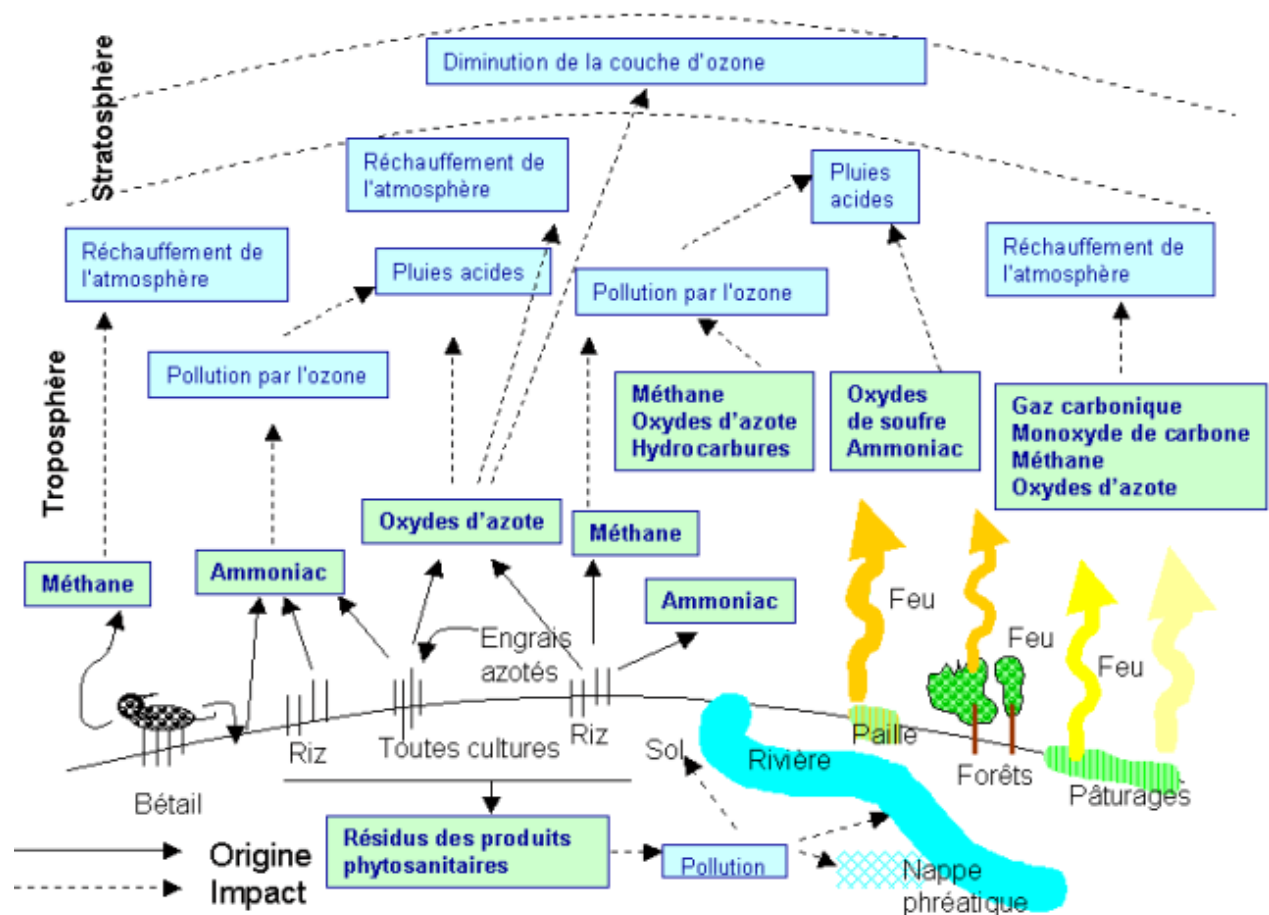 Stratosphère
Diminution de la couche d'ozone
Réchauffement de
l'atmosphère
Pluies
acides
Réchauffement de
l'atmosphère
Pluies acides
Pollution par l'ozone
Réchauffement de
l'atmosphère
Troposphère
Pollution par l'ozone
Méthane
Oxydes d'azote
Hydrocarbures
Oxydes
de soufre
Ammoniac
Gaz carbonique
Monoxyde de carbone
Méthane
Oxydes d'azote
Oxydes d'azote
Méthane
Méthane
Ammoniac
Ammoniac
Feu
Feu
Feu
Engrais
azotés
Riz
Toutes cultures
Riz
Sol
Rivière
Paille
Forêts
Pâturages
Bétail
Résidus des produits
phytosanitaires
Pollution
Nappe
phréatique
Origine
Impact